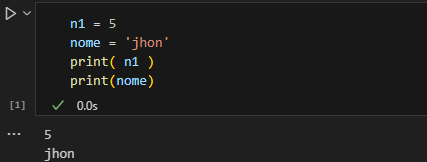 n1 = 5
nome = 'jhon'
print( n1 )
print(nome)
[1] 0.0s
5
jhon